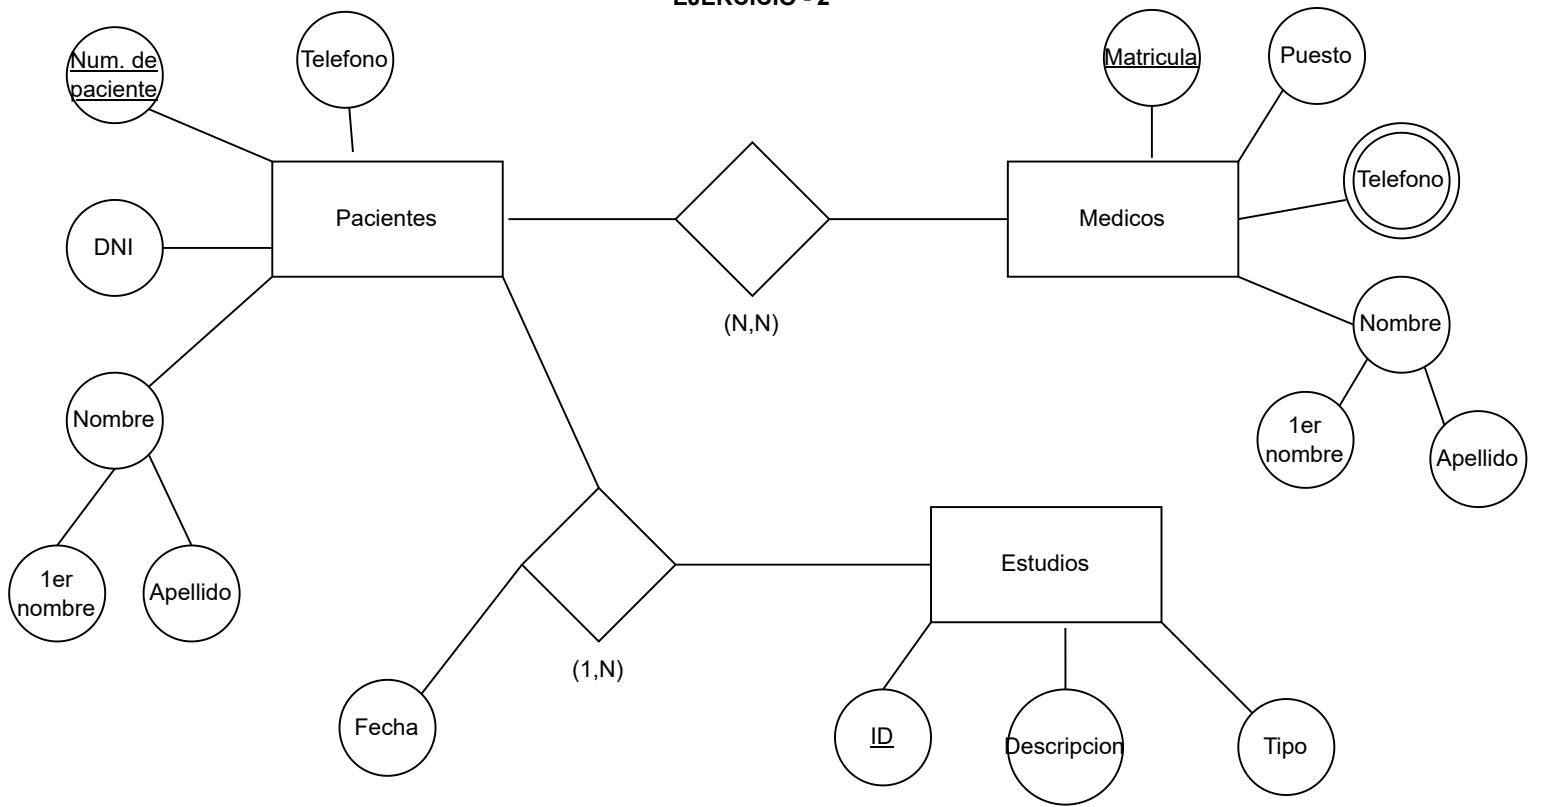 EJERCICIO - 2
Num. de
paciente
Telefono
Matricula
Puesto
Pacientes
Medicos
Telefono
DNI
(N,N)
Nombre
Nombre
1er
nombre
Apellido
1er
nombre
Apellido
Estudios
(1,N)
Fecha
ID
Descripcion
Tipo